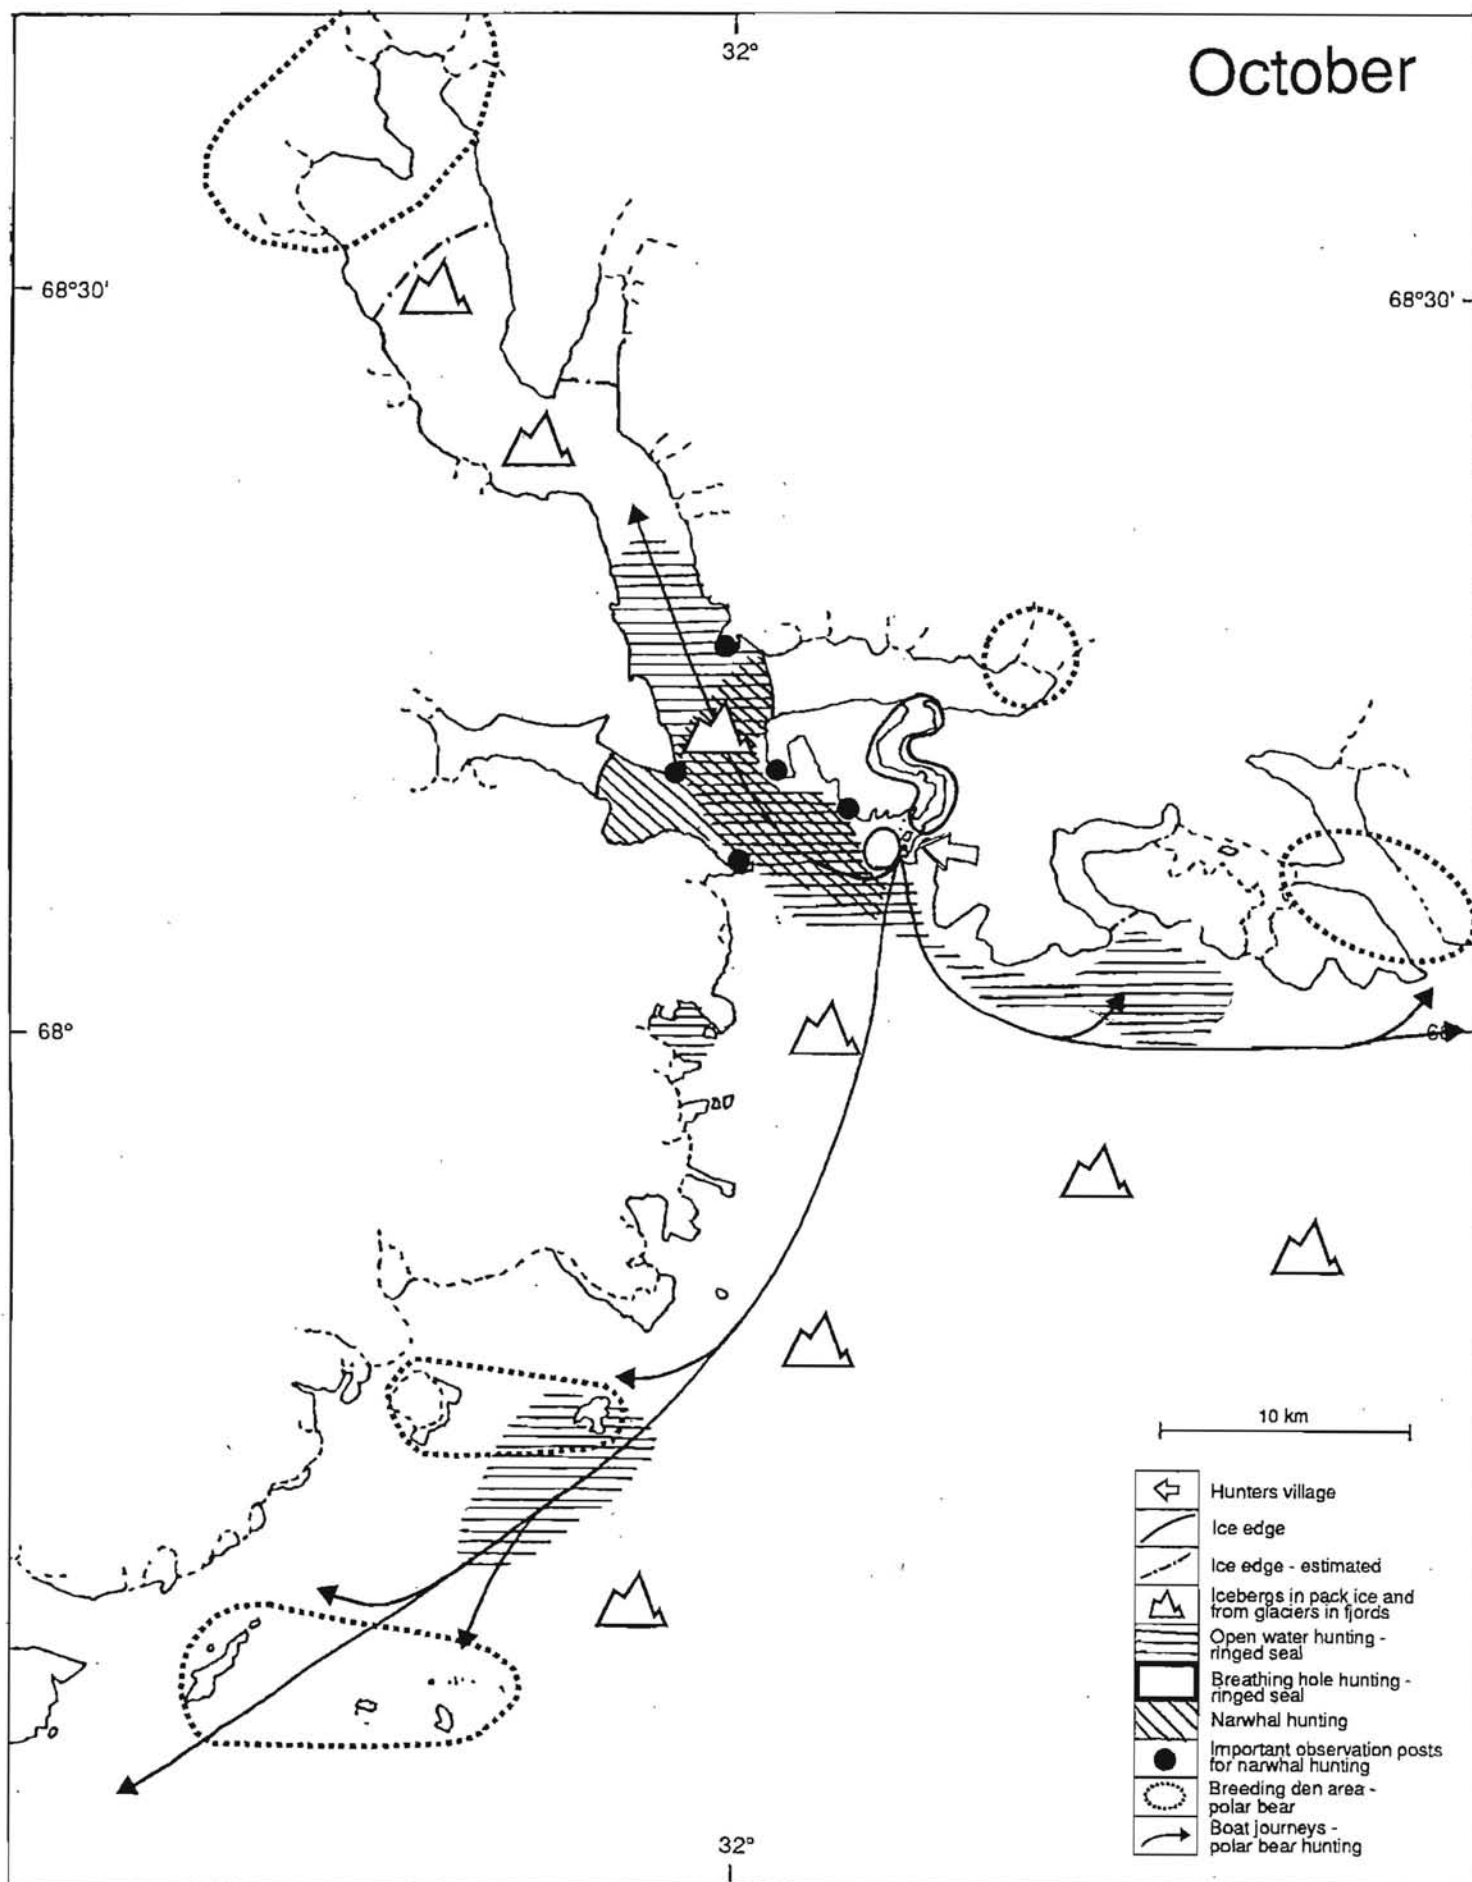 32°
October
68°30'
68°30'
68°
68
10 km
Hunters village
Ice edge
Ice edge - estimated
Icebergs in pack ice and
from glaciers in fjords
Open water hunting -
ringed seal
Breathing hole hunting -
ringed seal
Narwhal hunting
Important observation posts
for narwhal hunting
Breeding den area -
polar bear
Boat journeys -
polar bear hunting
32°